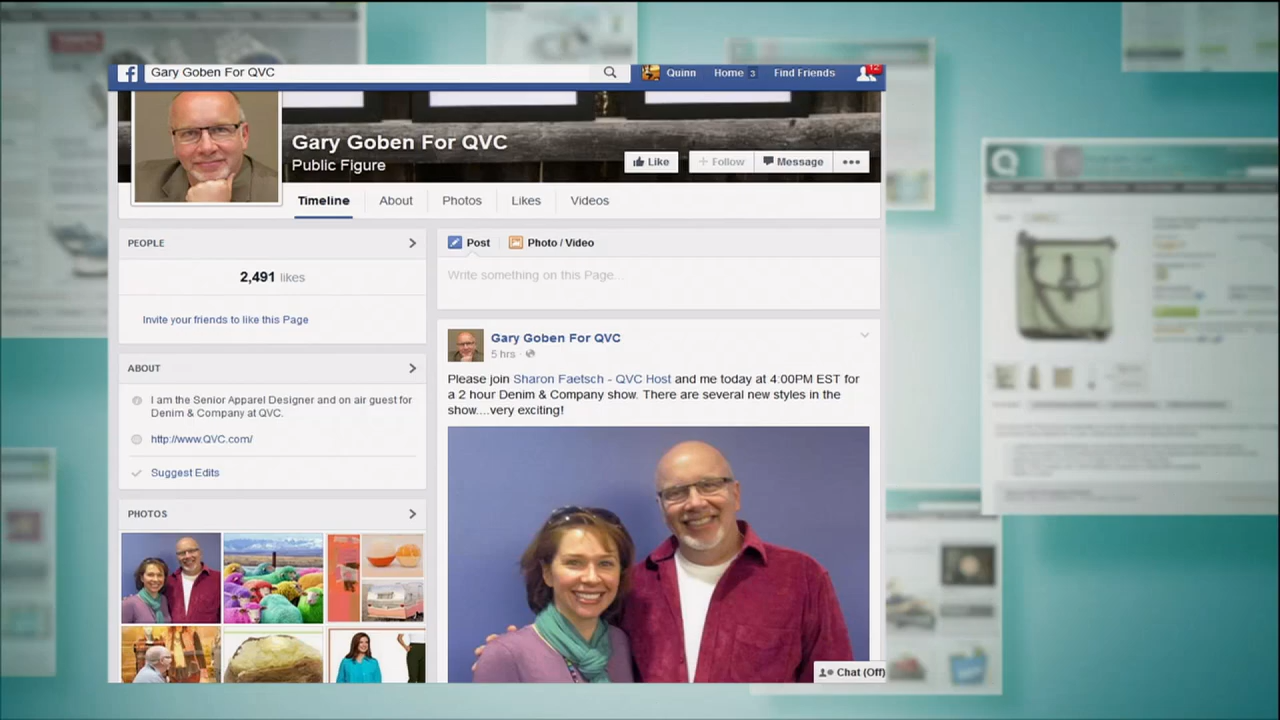 Gary Goben For QVC
Quinn Home 3 Find Friends 12
Gary Goben For QVC
Public Figure
Like + Follow Message
Timeline About Photos Likes Videos
PEOPLE
2,491 likes
Invite your friends to like this Page
ABOUT
I am the Senior Apparel Designer and on air guest for
Denim & Company at QVC.
http://www.QVC.com/
Suggest Edits
PHOTOS
Post Photo / Video
Write something on this Page...
Gary Goben For QVC
5 hrs ·
Please join Sharon Faetsch - QVC Host and me today at 4:00PM EST for
a 2 hour Denim & Company show. There are several new styles in the
show....very exciting!
Chat (Off)